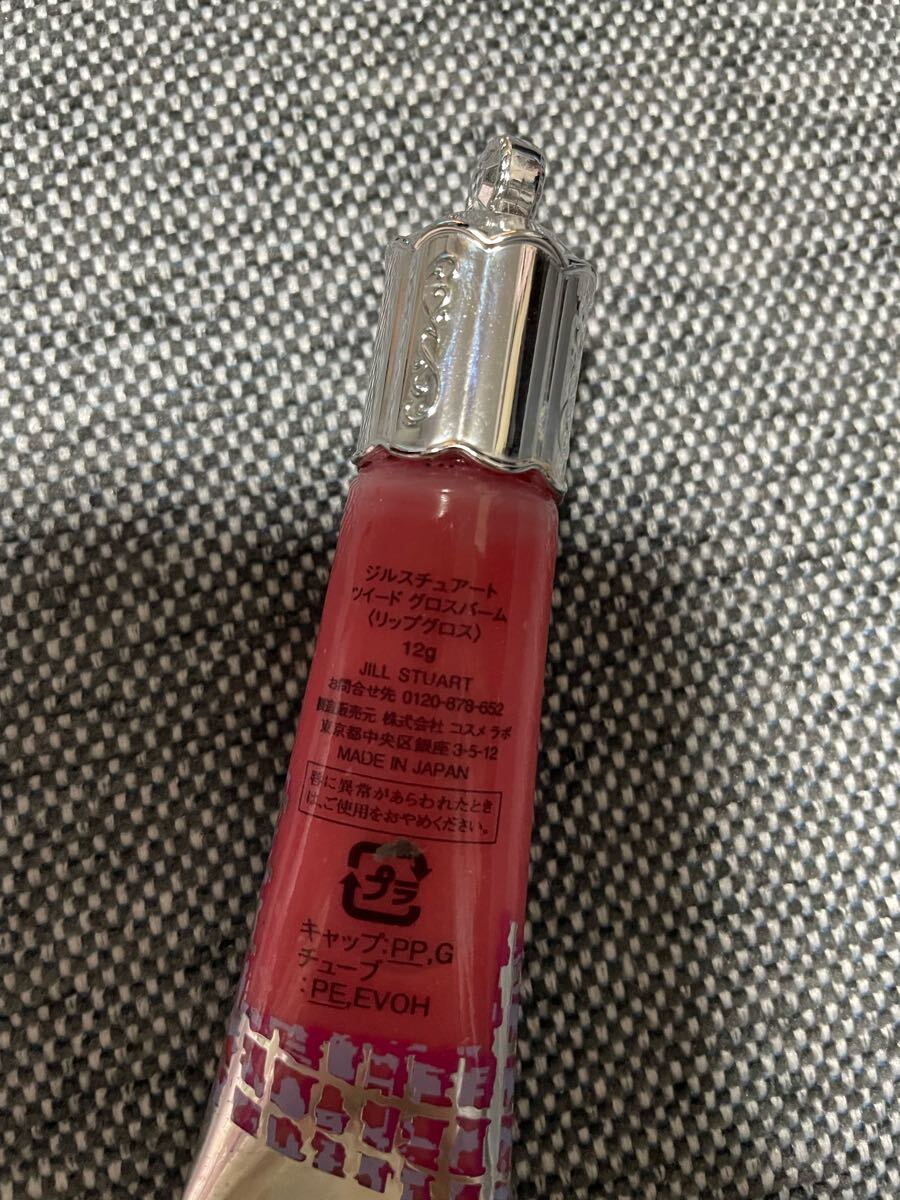 ジルスチュアート
ツイード グロスバーム
〈リップグロス〉
12g
JILL STUART
お問合せ先 0120-878-652
製造販売元 株式会社 コスメ ラボ
東京都中央区銀座3-5-12
MADE IN JAPAN
唇に異常があらわれたとき
は、ご使用をおやめください。
プラ
キャップ:PP,G
チューブ
:PE,EVOH